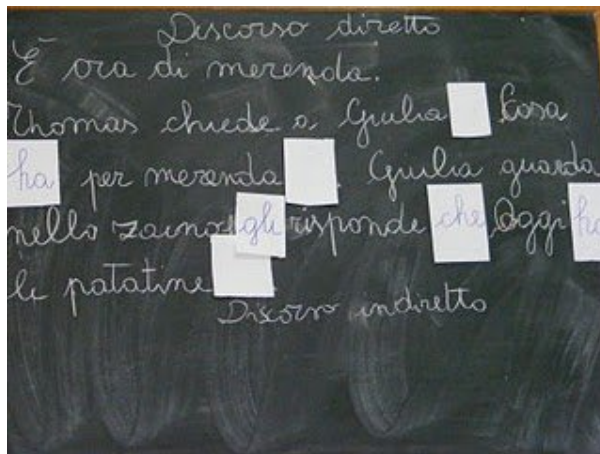 Discorso diretto
È ora di merenda.
Thomas chiede a Giulia Cosa
ha per merenda . Giulia guarda
nello zaino gli risponde che Oggi ha
le patatine
Discorso indiretto